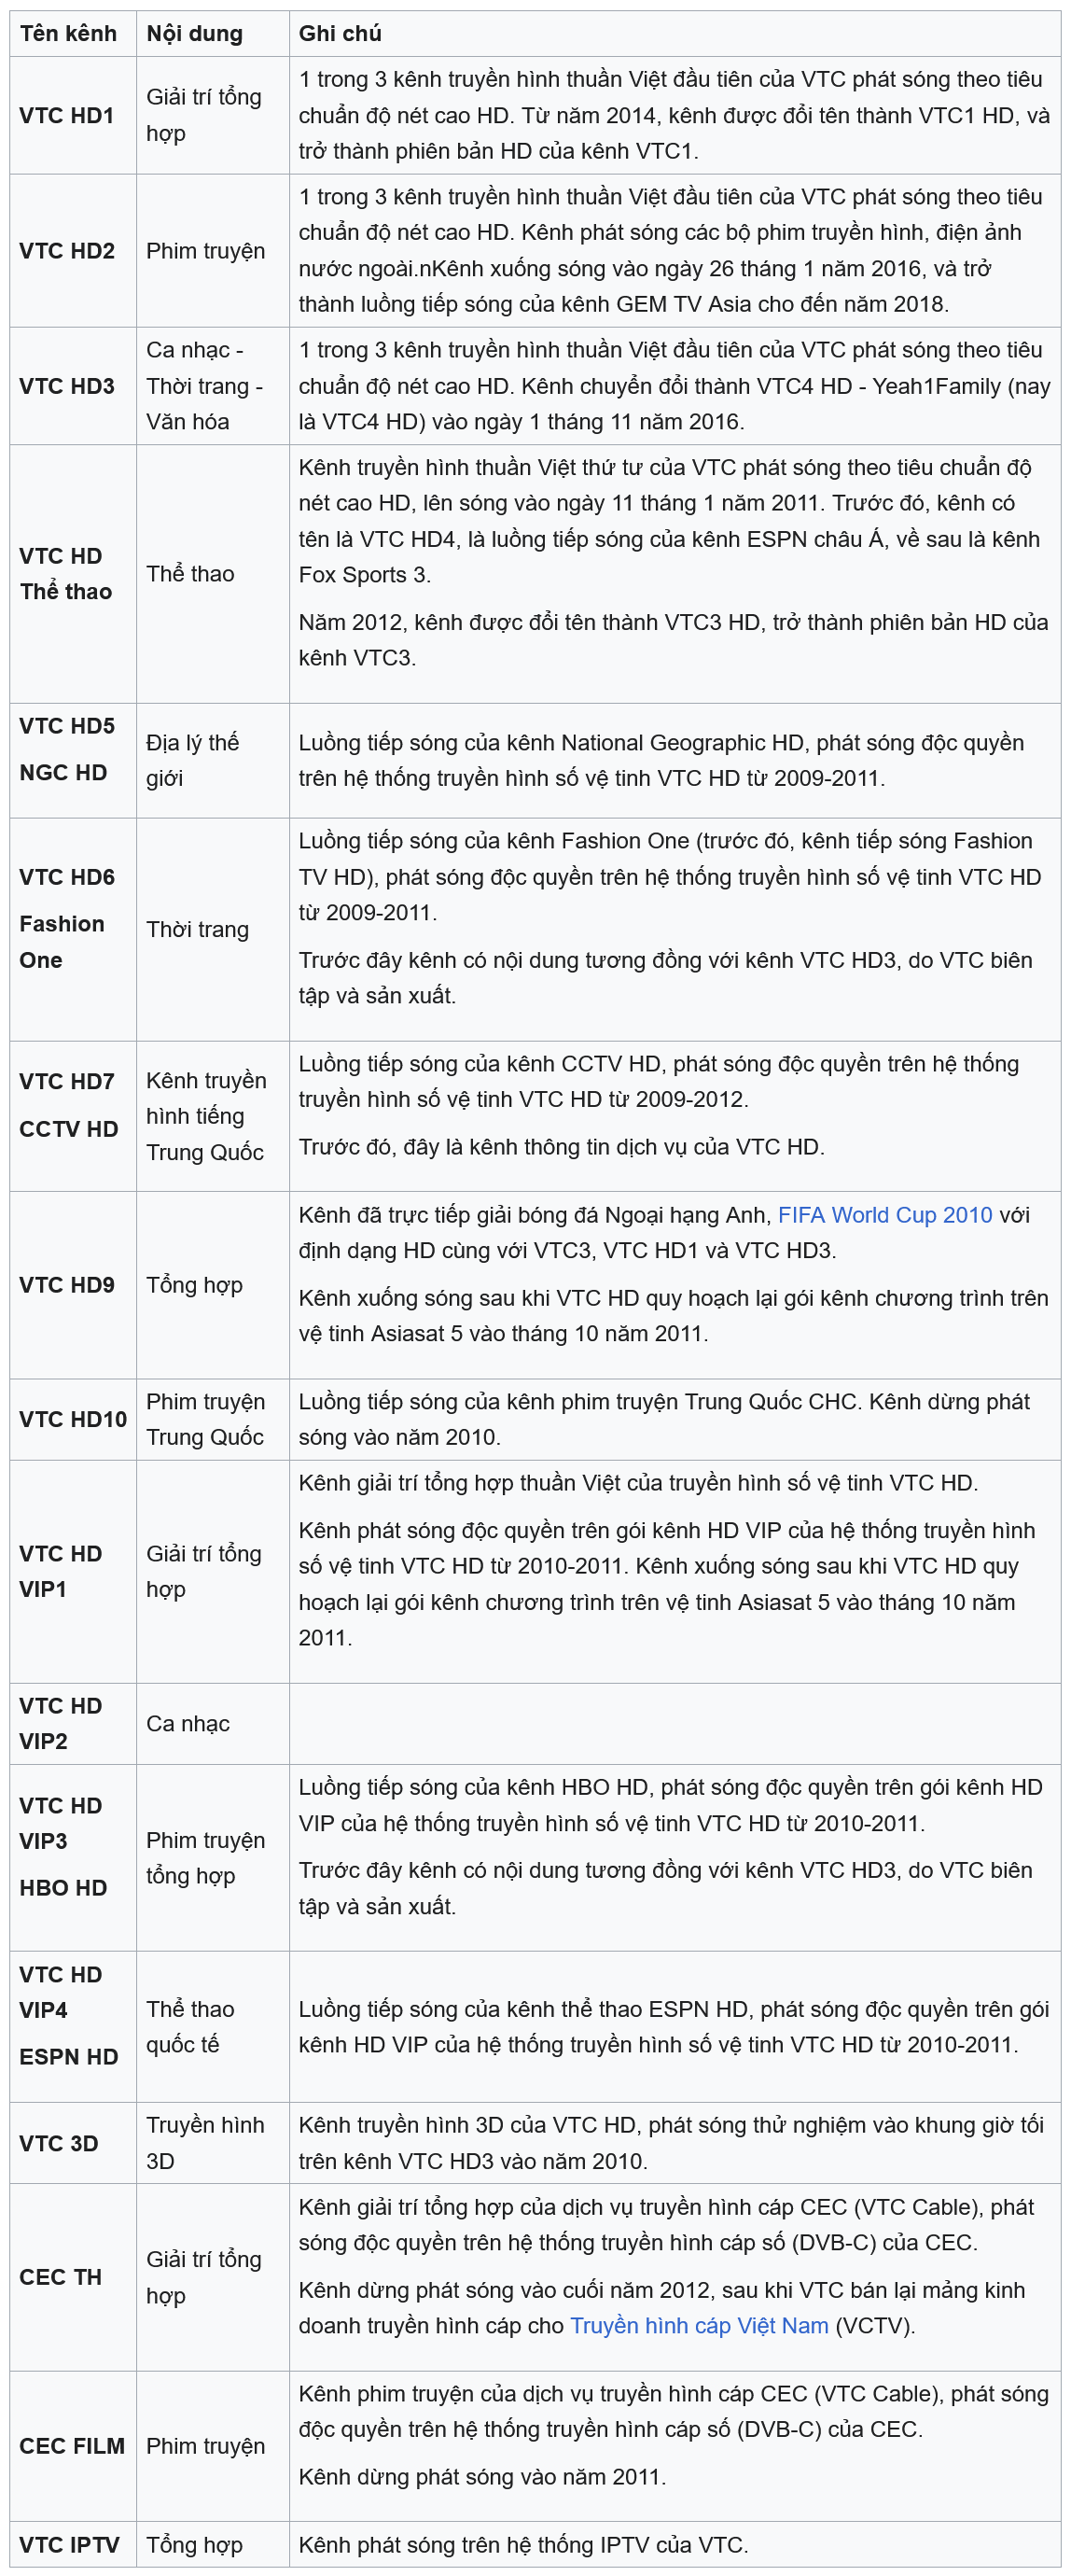 Tên kênh Nội dung Ghi chú
VTC HD1
Giải trí tổng
hợp
1 trong 3 kênh truyền hình thuần Việt đầu tiên của VTC phát sóng theo tiêu
chuẩn độ nét cao HD. Từ năm 2014, kênh được đổi tên thành VTC1 HD, và
trở thành phiên bản HD của kênh VTC1.
VTC HD2
Phim truyện
1 trong 3 kênh truyền hình thuần Việt đầu tiên của VTC phát sóng theo tiêu
chuẩn độ nét cao HD. Kênh phát sóng các bộ phim truyền hình, điện ảnh
nước ngoài.nKênh xuống sóng vào ngày 26 tháng 1 năm 2016, và trở
thành luồng tiếp sóng của kênh GEM TV Asia cho đến năm 2018.
VTC HD3
Ca nhạc -
Thời trang -
Văn hóa
1 trong 3 kênh truyền hình thuần Việt đầu tiên của VTC phát sóng theo tiêu
chuẩn độ nét cao HD. Kênh chuyển đổi thành VTC4 HD - Yeah1Family (nay
là VTC4 HD) vào ngày 1 tháng 11 năm 2016.
VTC HD
Thể thao
Thể thao
Kênh truyền hình thuần Việt thứ tư của VTC phát sóng theo tiêu chuẩn độ
nét cao HD, lên sóng vào ngày 11 tháng 1 năm 2011. Trước đó, kênh có
tên là VTC HD4, là luồng tiếp sóng của kênh ESPN châu Á, về sau là kênh
Fox Sports 3.
Năm 2012, kênh được đổi tên thành VTC3 HD, trở thành phiên bản HD của
kênh VTC3.
VTC HD5
NGC HD
Địa lý thế
giới
Luồng tiếp sóng của kênh National Geographic HD, phát sóng độc quyền
trên hệ thống truyền hình số vệ tinh VTC HD từ 2009-2011.
VTC HD6
Fashion
One
Thời trang
Luồng tiếp sóng của kênh Fashion One (trước đó, kênh tiếp sóng Fashion
TV HD), phát sóng độc quyền trên hệ thống truyền hình số vệ tinh VTC HD
từ 2009-2011.
Trước đây kênh có nội dung tương đồng với kênh VTC HD3, do VTC biên
tập và sản xuất.
VTC HD7
CCTV HD
Kênh truyền
hình tiếng
Trung Quốc
Luồng tiếp sóng của kênh CCTV HD, phát sóng độc quyền trên hệ thống
truyền hình số vệ tinh VTC HD từ 2009-2012.
Trước đó, đây là kênh thông tin dịch vụ của VTC HD.
VTC HD9
Tổng hợp
Kênh đã trực tiếp giải bóng đá Ngoại hạng Anh, FIFA World Cup 2010 với
định dạng HD cùng với VTC3, VTC HD1 và VTC HD3.
Kênh xuống sóng sau khi VTC HD quy hoạch lại gói kênh chương trình trên
vệ tinh Asiasat 5 vào tháng 10 năm 2011.
VTC HD10
Phim truyện
Trung Quốc
Luồng tiếp sóng của kênh phim truyện Trung Quốc CHC. Kênh dừng phát
sóng vào năm 2010.
VTC HD
VIP1
Giải trí tổng
hợp
Kênh giải trí tổng hợp thuần Việt của truyền hình số vệ tinh VTC HD.
Kênh phát sóng độc quyền trên gói kênh HD VIP của hệ thống truyền hình
số vệ tinh VTC HD từ 2010-2011. Kênh xuống sóng sau khi VTC HD quy
hoạch lại gói kênh chương trình trên vệ tinh Asiasat 5 vào tháng 10 năm
2011.
VTC HD
VIP2
Ca nhạc
VTC HD
VIP3
HBO HD
Phim truyện
tổng hợp
Luồng tiếp sóng của kênh HBO HD, phát sóng độc quyền trên gói kênh HD
VIP của hệ thống truyền hình số vệ tinh VTC HD từ 2010-2011.
Trước đây kênh có nội dung tương đồng với kênh VTC HD3, do VTC biên
tập và sản xuất.
VTC HD
VIP4
ESPN HD
Thể thao
quốc tế
Luồng tiếp sóng của kênh thể thao ESPN HD, phát sóng độc quyền trên gói
kênh HD VIP của hệ thống truyền hình số vệ tinh VTC HD từ 2010-2011.
VTC 3D
Truyền hình
3D
Kênh truyền hình 3D của VTC HD, phát sóng thử nghiệm vào khung giờ tối
trên kênh VTC HD3 vào năm 2010.
CEC TH
Giải trí tổng
hợp
Kênh giải trí tổng hợp của dịch vụ truyền hình cáp CEC (VTC Cable), phát
sóng độc quyền trên hệ thống truyền hình cáp số (DVB-C) của CEC.
Kênh dừng phát sóng vào cuối năm 2012, sau khi VTC bán lại mảng kinh
doanh truyền hình cáp cho Truyền hình cáp Việt Nam (VCTV).
CEC FILM
Phim truyện
Kênh phim truyện của dịch vụ truyền hình cáp CEC (VTC Cable), phát sóng
độc quyền trên hệ thống truyền hình cáp số (DVB-C) của CEC.
Kênh dừng phát sóng vào năm 2011.
VTC IPTV
Tổng hợp
Kênh phát sóng trên hệ thống IPTV của VTC.